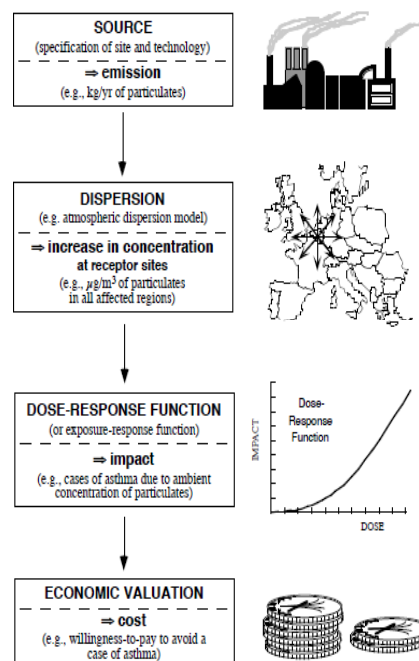 SOURCE
(specification of site and technology)
⇒ emission
(e.g., kg/yr of particulates)
DISPERSION
(e.g. atmospheric dispersion model)
⇒ increase in concentration
at receptor sites
(e.g., µg/m³ of particulates
in all affected regions)
DOSE-RESPONSE FUNCTION
(or exposure-response function)
⇒ impact
(e.g., cases of asthma due to ambient
concentration of particulates)
IMPACT
Dose-
Response
Function
DOSE
ECONOMIC VALUATION
⇒ cost
(e.g., willingness-to-pay to avoid a
case of asthma)